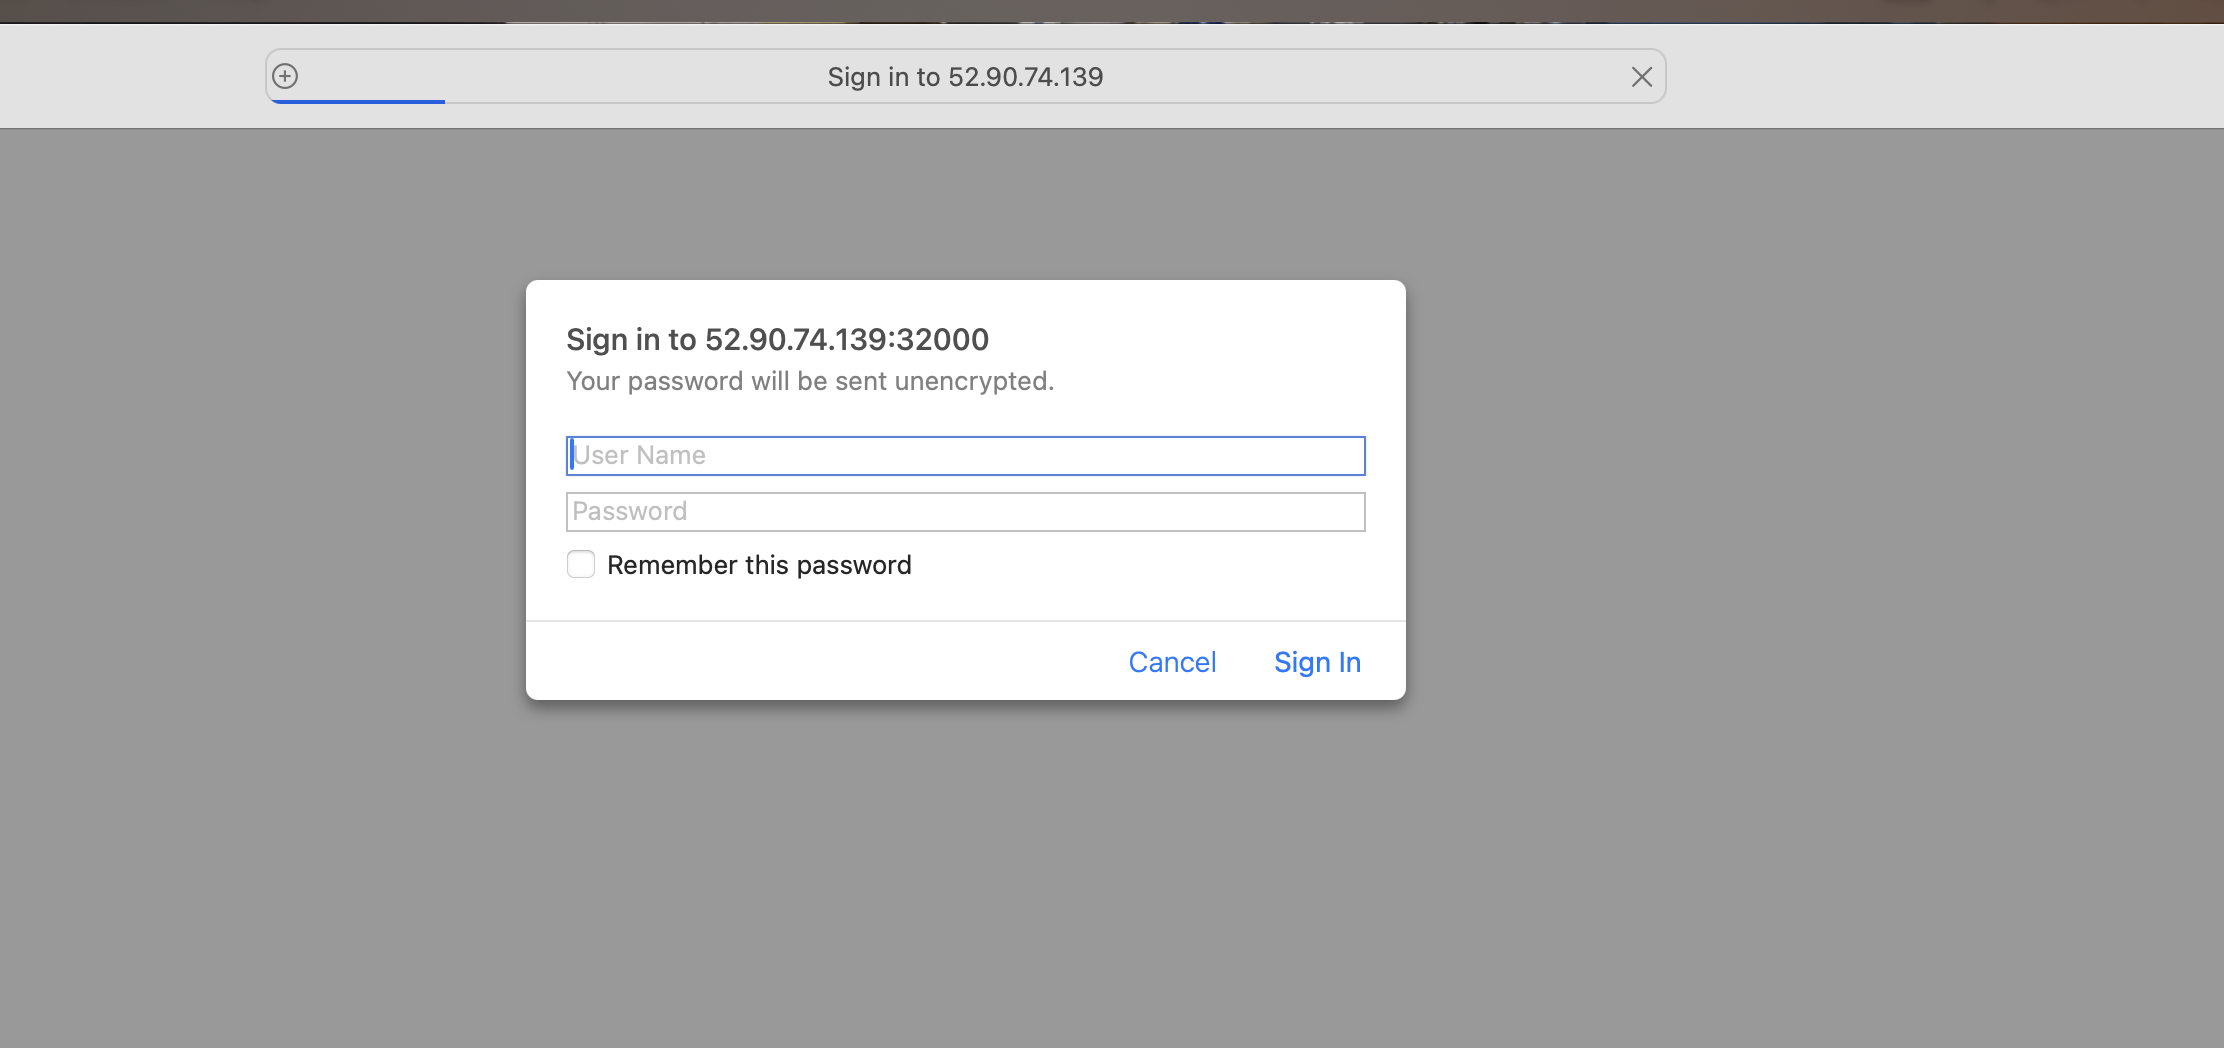 Sign in to 52.90.74.139
Sign in to 52.90.74.139:32000
Your password will be sent unencrypted.
User Name
Password
Remember this password
Cancel
Sign In